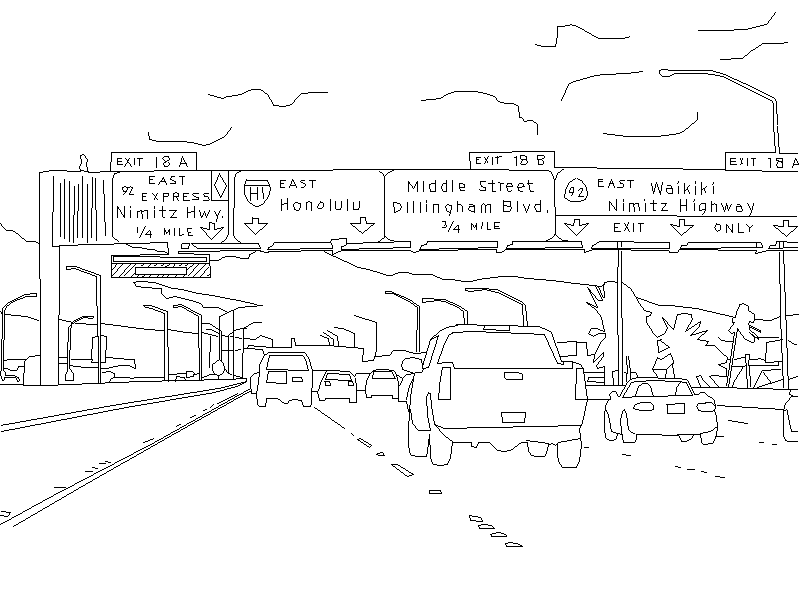 EXIT 18 A
EAST
92 EXPRESS
Nimitz Hwy.
1/4 MILE
H1 EAST
Honolulu
EXIT 18 B
Middle Street
Dillingham Blvd.
3/4 MILE
EXIT 18 A
92 EAST Waikiki
Nimitz Highway
EXIT ONLY